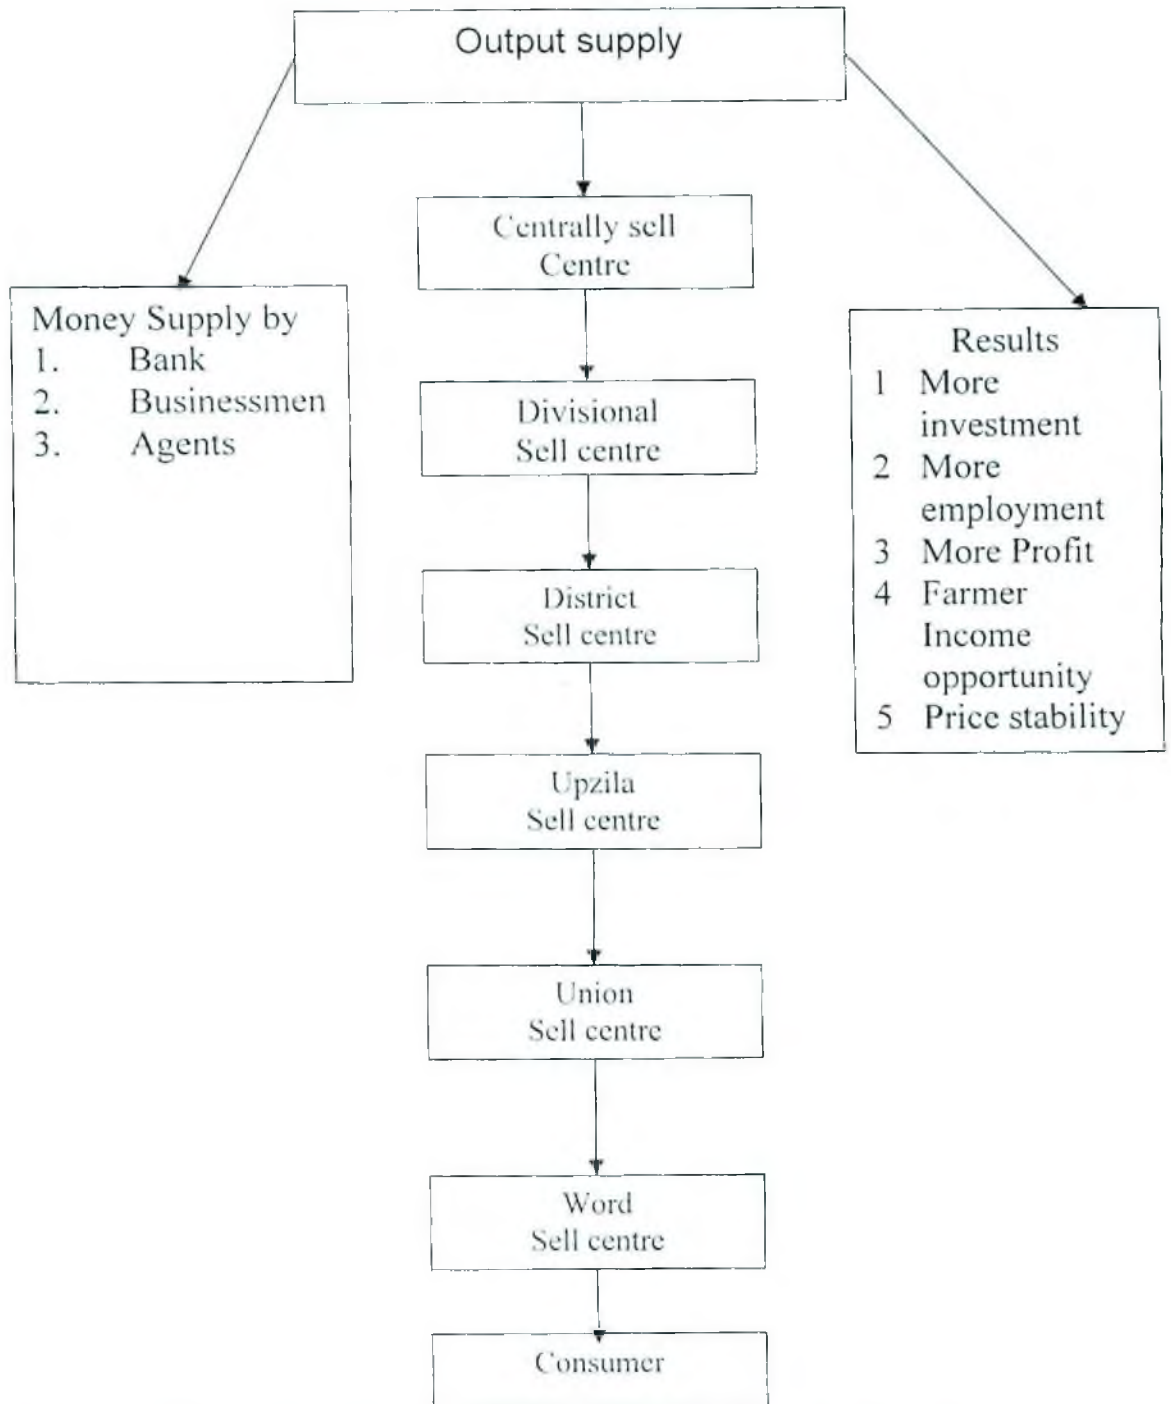 Output supply
Centrally sell
Centre
Money Supply by
1. Bank
2. Businessmen
3. Agents
Results
1 More
investment
2 More
employment
3 More Profit
4 Farmer
Income
opportunity
5 Price stability
Divisional
Sell centre
District
Sell centre
Upzila
Sell centre
Union
Sell centre
Word
Sell centre
Consumer